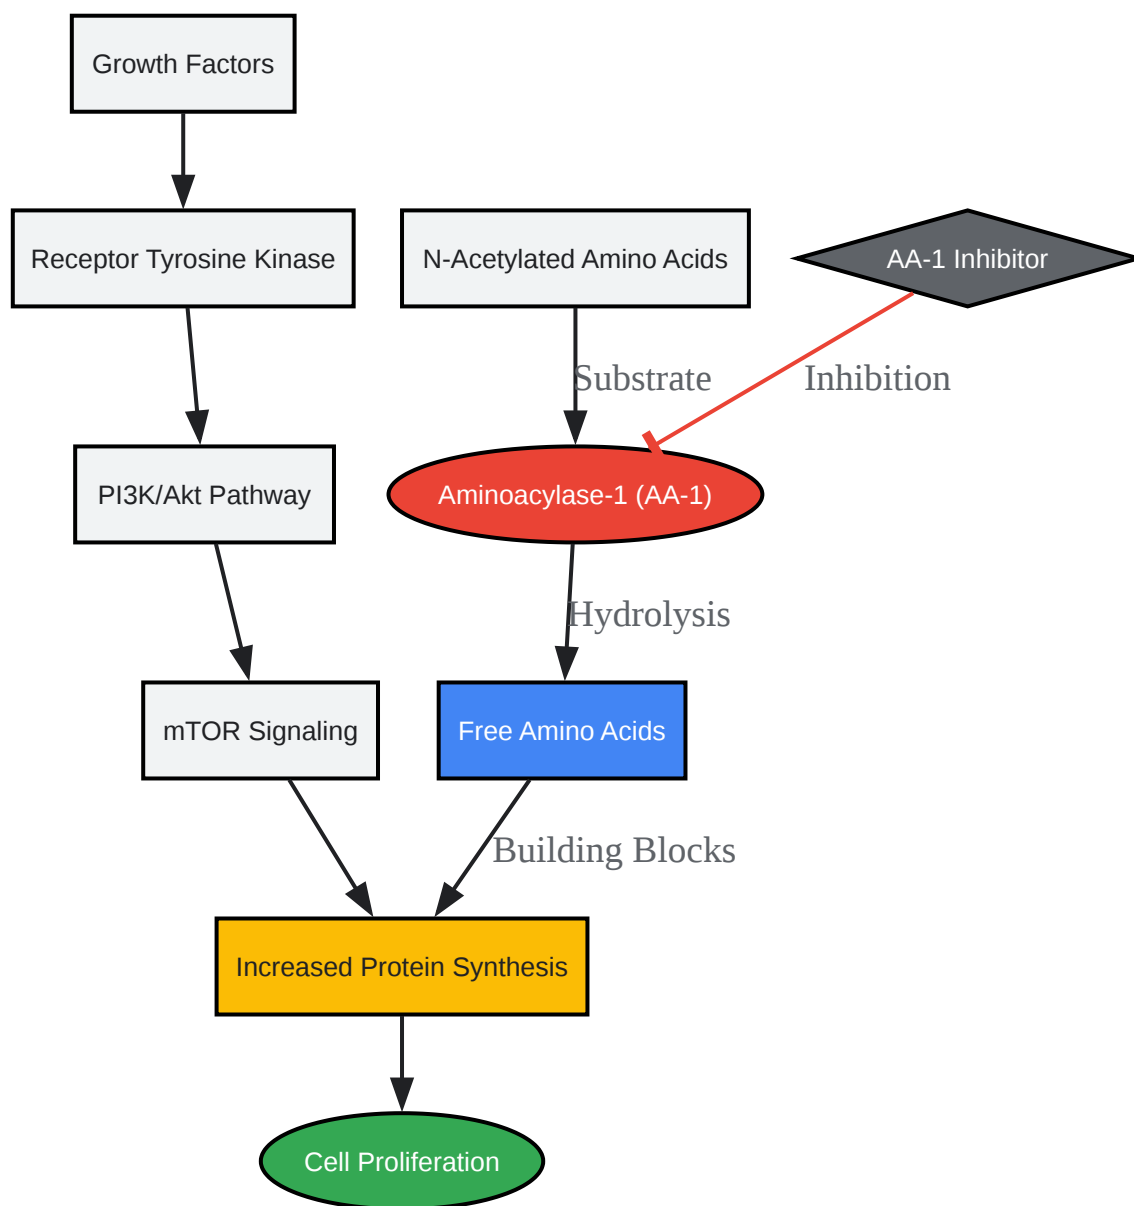 Growth Factors
Receptor Tyrosine Kinase
N-Acetylated Amino Acids
AA-1 Inhibitor
Substrate
Inhibition
PI3K/Akt Pathway
Aminoacylase-1 (AA-1)
Hydrolysis
mTOR Signaling
Free Amino Acids
Building Blocks
Increased Protein Synthesis
Cell Proliferation